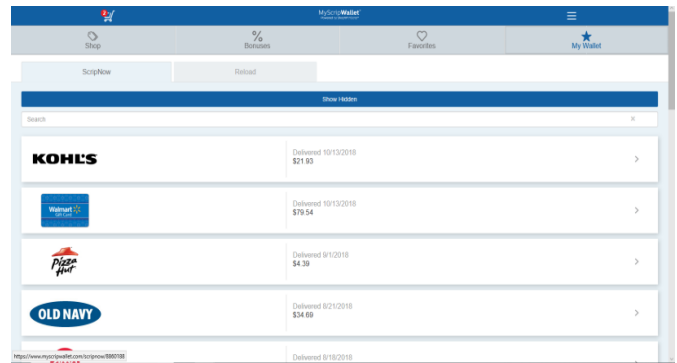 2
MyScripWallet
Shop
%
Bonuses
Favorites
My Wallet
ScripNow
Reload
Show Hidden
Search
×
KOHL'S
Delivered 10/13/2018
$21.93
Walmart
Gift Card
Delivered 10/13/2018
$79.54
Pizza
Hut
Delivered 9/1/2018
$4.39
OLD NAVY
Delivered 8/21/2018
$34.69
Delivered 8/18/2018
https://www.myscripwallet.com/scripnow/8860188